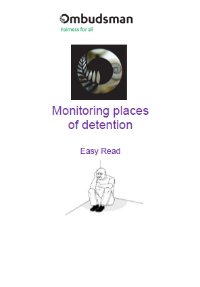 Ombudsman
Fairness for all
Monitoring places
of detention
Easy Read